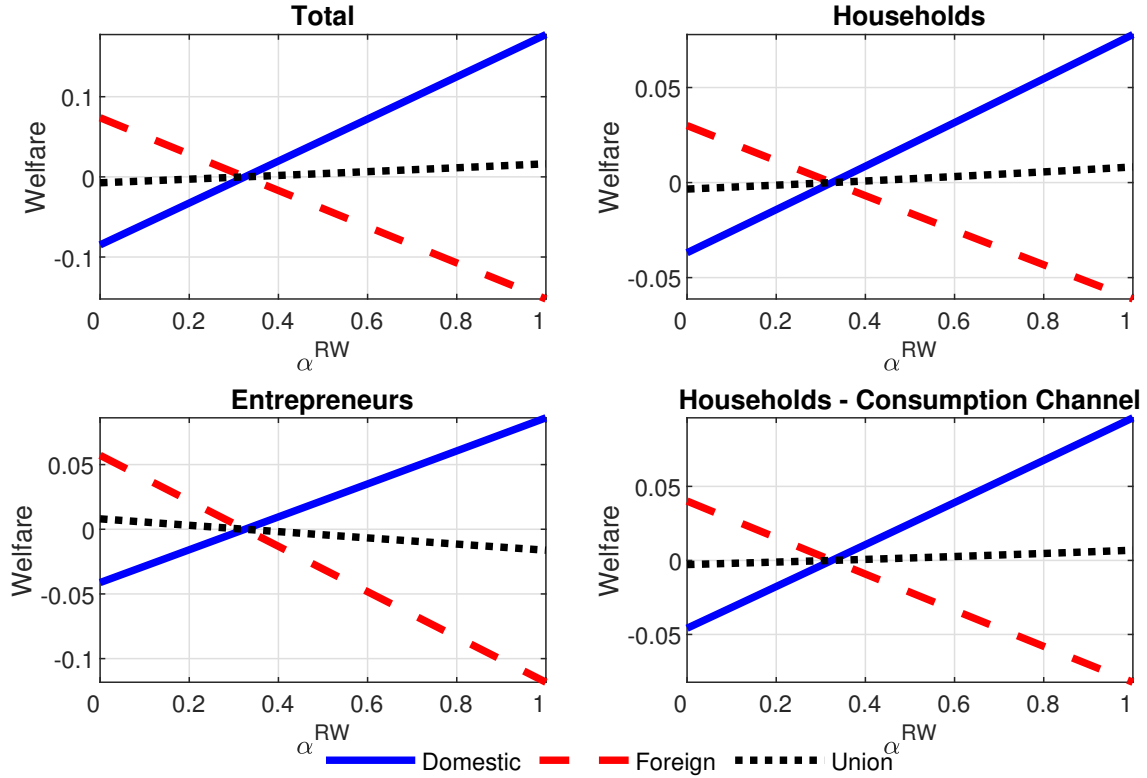 Total
Households
Welfare
0.1
0
-0.1
0 0.2 0.4 0.6 0.8 1
α^RW
Welfare
0.05
0
-0.05
0 0.2 0.4 0.6 0.8 1
α^RW
Entrepreneurs
Households - Consumption Channel
Welfare
0.05
0
-0.05
-0.1
0 0.2 0.4 0.6 0.8 1
α^RW
Welfare
0.05
0
-0.05
0 0.2 0.4 0.6 0.8 1
α^RW
Domestic Foreign Union